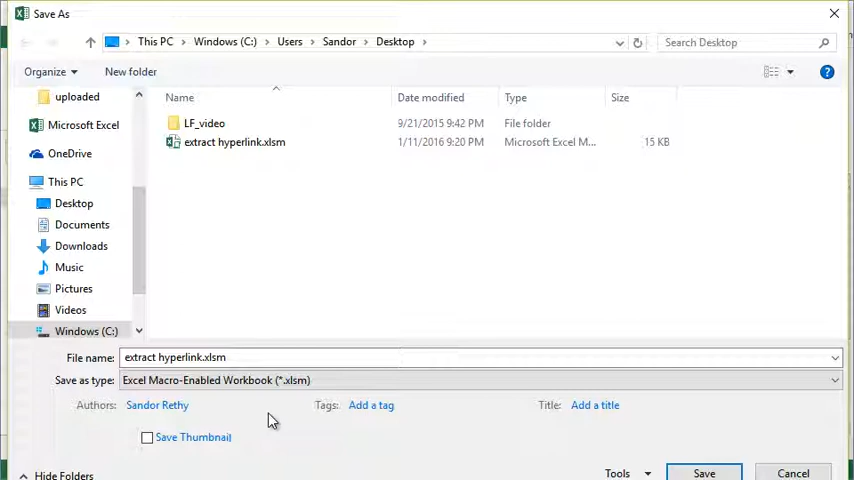 Save As
This PC > Windows (C:) > Users > Sandor > Desktop >
Search Desktop
Organize
New folder
?
Name
Date modified
Type
Size
uploaded
Microsoft Excel
OneDrive
This PC
Desktop
Documents
Downloads
Music
Pictures
Videos
Windows (C:)
LF_video 9/21/2015 9:42 PM File folder
extract hyperlink.xlsm 1/11/2016 9:20 PM Microsoft Excel M... 15 KB
File name: extract hyperlink.xlsm
Save as type: Excel Macro-Enabled Workbook (*.xlsm)
Authors: Sandor Rethy Tags: Add a tag Title: Add a title
Save Thumbnail
Hide Folders Tools Save Cancel